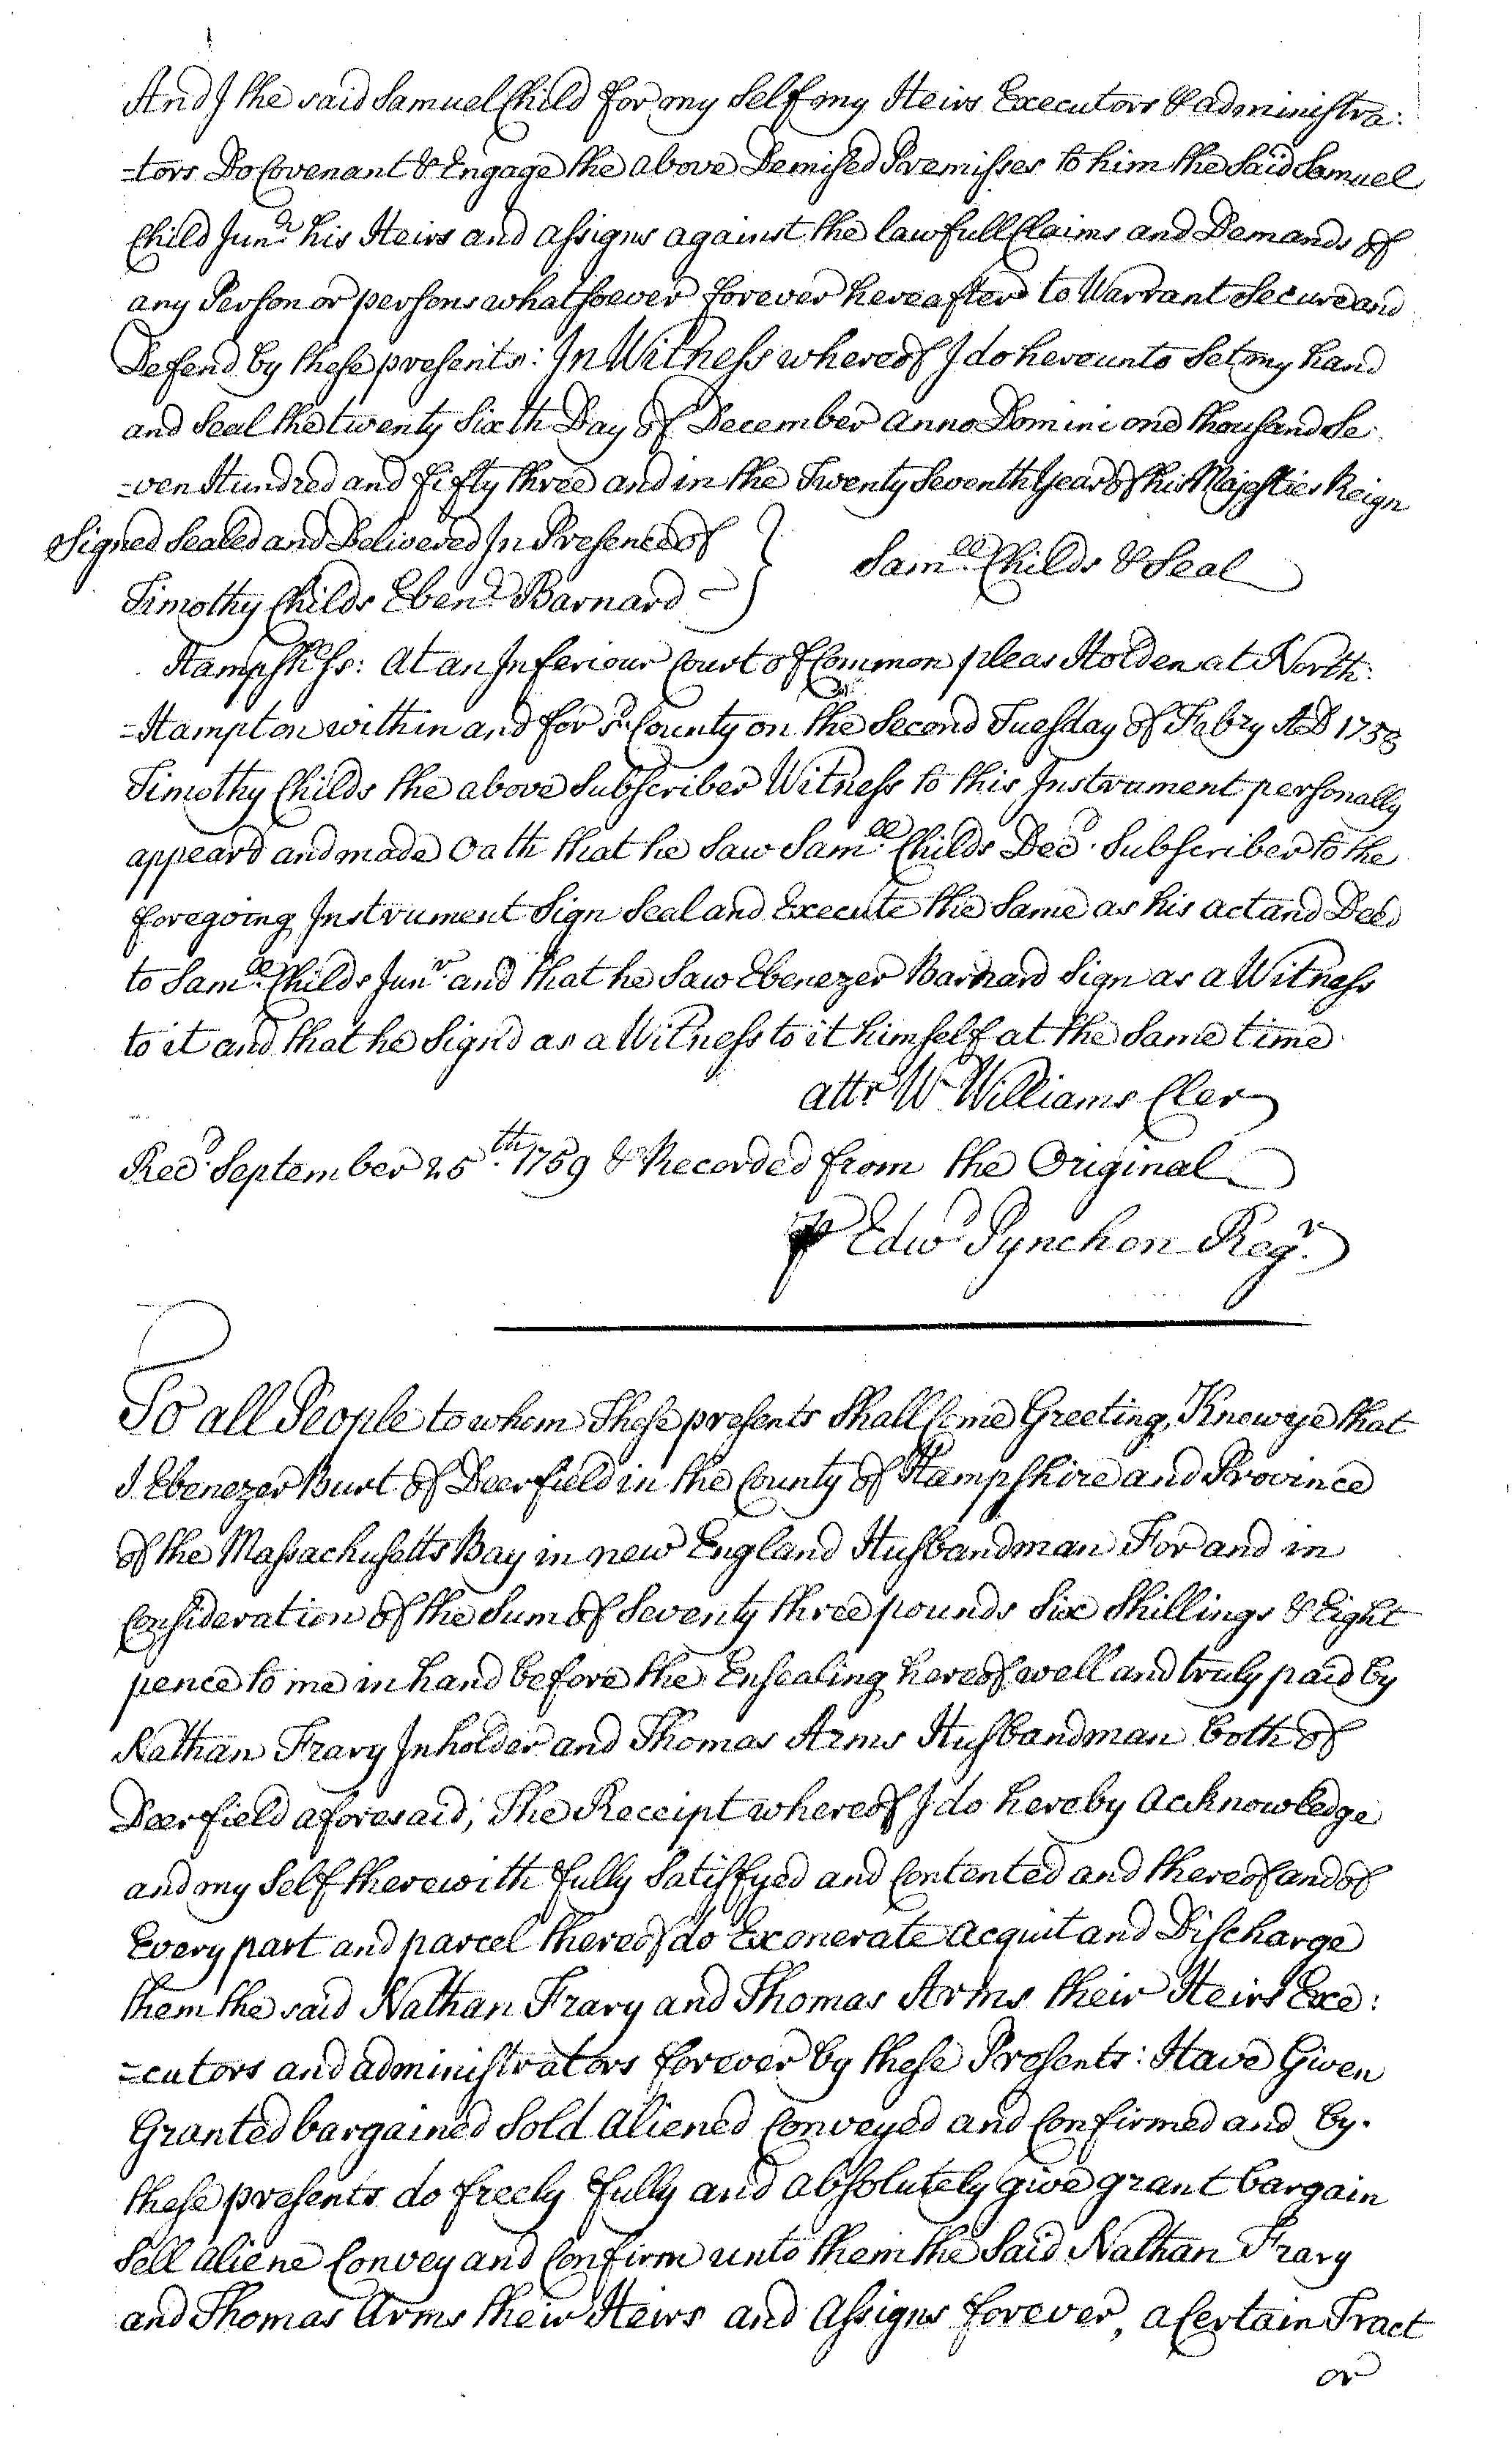 And I the said Samuel Child for my Self my Heirs Executors & administra:
-tors Do Covenant & Engage the above Demised Premisses to him the Said Samuel
Child Junr. his Heirs and assigns against the lawfull Claims and Demands of
any Person or persons whatsoever forever hereafter to Warrant Secure and
Defend by these presents: In Witness whereof I do hereunto Set my hand
and Seal the twenty Sixth Day of December anno Domini one thousand Se:
-ven Hundred and fifty three and in the Twenty Seventh Year of his Majesties Reign
Signed Sealed and Delivered In Presence of
Timothy Childs Ebenr. Barnard
Samll. Childs & Seal
Hampshr. ss: At an Inferiour Court of Common pleas Holden at North:
-Hampton within and for sd. County on the Second Tuesday of Febry AD 1758
Timothy Childs the above Subscriber Witness to this Instrument personally
appeard and made Oath that he Saw Samll. Childs Decd. Subscriber to the
foregoing Instrument Sign Seal and Execute the Same as his act and Deed
to Samll. Childs Junr. and that he Saw Ebenezer Barnard Sign as a Witness
to it and that he Sign'd as a Witness to it himself at the Same time
attr W Williams Cler
Recd. September 25th. 1759 & Recorded from the Original
P Edwd Pynchon Regr.
To all People to whom These presents Shall Come Greeting, Know ye that
I Ebenezer Burt of Deerfield in the County of Hampshire and Province
of the Massachusetts Bay in new England Husbandman For and in
Consideration of the Sum of Seventy three pounds Six Shillings & Eight
pence to me in hand before the Ensealing hereof well and truly paid by
Nathan Frary Inholder and Thomas Arms Husbandman both of
Deerfield aforesaid; The Receipt whereof I do hereby acknowledge
and my Self therewith fully Satisfyed and Contented and thereof and of
Every part and parcel thereof do Exonerate acquit and Discharge
them the said Nathan Frary and Thomas Arms their Heirs Exe:
-cutors and administrators forever by these Presents: Have Given
Granted bargained Sold aliened Conveyed and Confirmed and by
these presents do freely fully and absolutely give grant bargain
Sell aliene Convey and Confirm unto them the Said Nathan Frary
and Thomas Arms their Heirs and Assigns forever, a Certain Tract
or